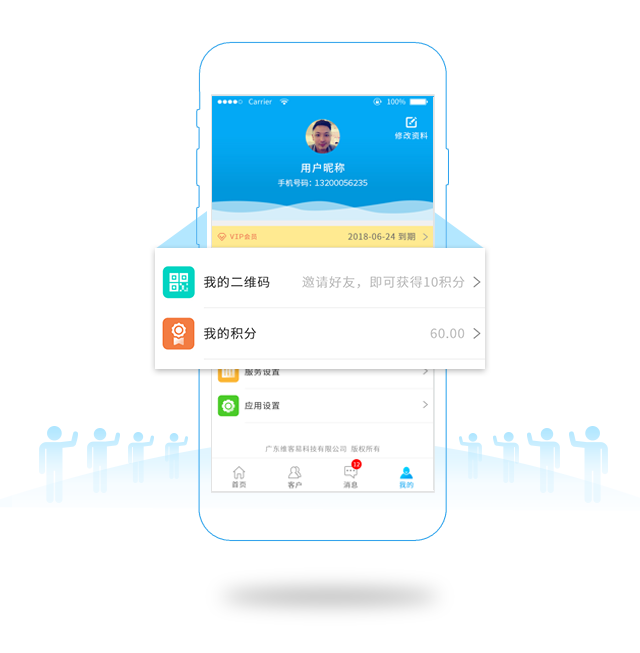 Carrier 100%
修改资料
用户昵称
手机号码：13200056235
VIP会员 2018-06-24 到期
我的二维码 邀请好友，即可获得10积分
我的积分 60.00
服务设置
应用设置
广东维客易科技有限公司 版权所有
12
首页 客户 消息 我的